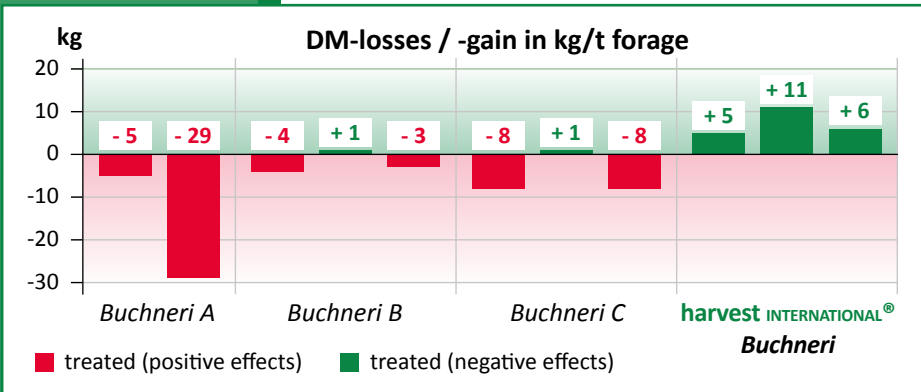 kg
DM-losses / -gain in kg/t forage
20
10
0
-10
-20
-30
- 5
- 29
- 4
+ 1
- 3
- 8
+ 1
- 8
+ 5
+ 11
+ 6
Buchneri A
Buchneri B
Buchneri C
harvest INTERNATIONAL®
Buchneri
treated (positive effects)
treated (negative effects)